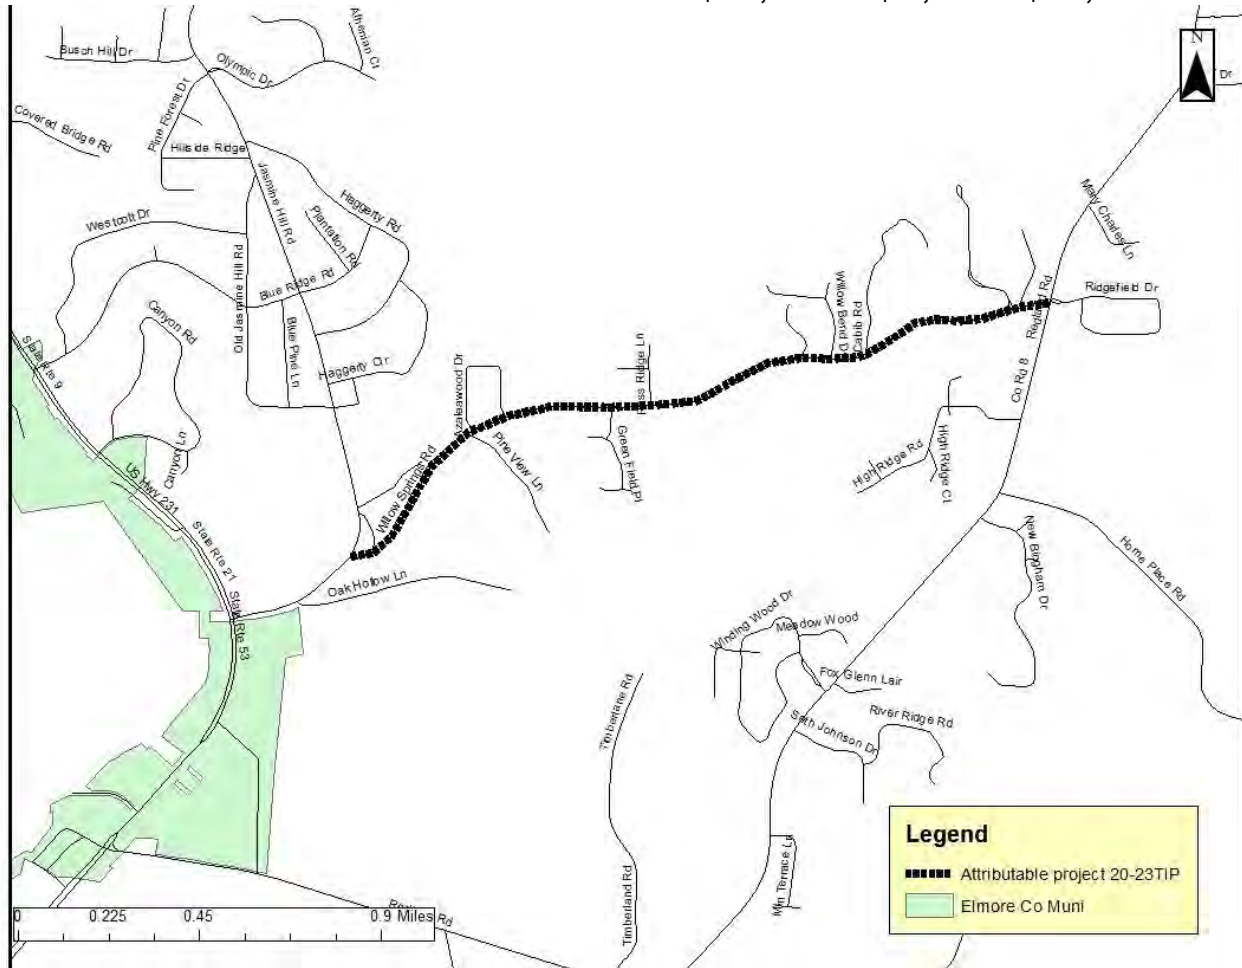 Athenian Ct
N
Busch Hill Dr
Olympic Dr
Dr
Pine Forest Dr
Covered Bridge Rd
Hillside Ridge
Jasmine Hill Rd
Haggerty Rd
Mary Charles Ln
Plantation Rd
Westcott Dr
Old Jasmine Hill Rd
Blue Ridge Rd
Willow Bend D
Cabib Rd
Ridgefield Dr
Canyon Rd
Blue Pine Ln
State Rte 9
Haggerty Cir
Co Rd 8
Azaleawood Dr
Ridge Ln
Canyon Ln
Willow Springs Rd
Pine View Ln
Green Field Pl
High Ridge Rd
High Ridge Ct
US Hwy 231
State Rte 21
State Rte 53
Oak Hollow Ln
New Bingham Dr
Home Place Rd
Winding Wood Dr
Meadow Wood
Fox Glenn Lair
Timberlane Rd
Seth Johnson Dr
River Ridge Rd
Timberland Rd
Mtn Terrace Ln
Legend
Attributable project 20-23TIP
Elmore Co Muni
0 0.225 0.45 0.9 Miles
Rd